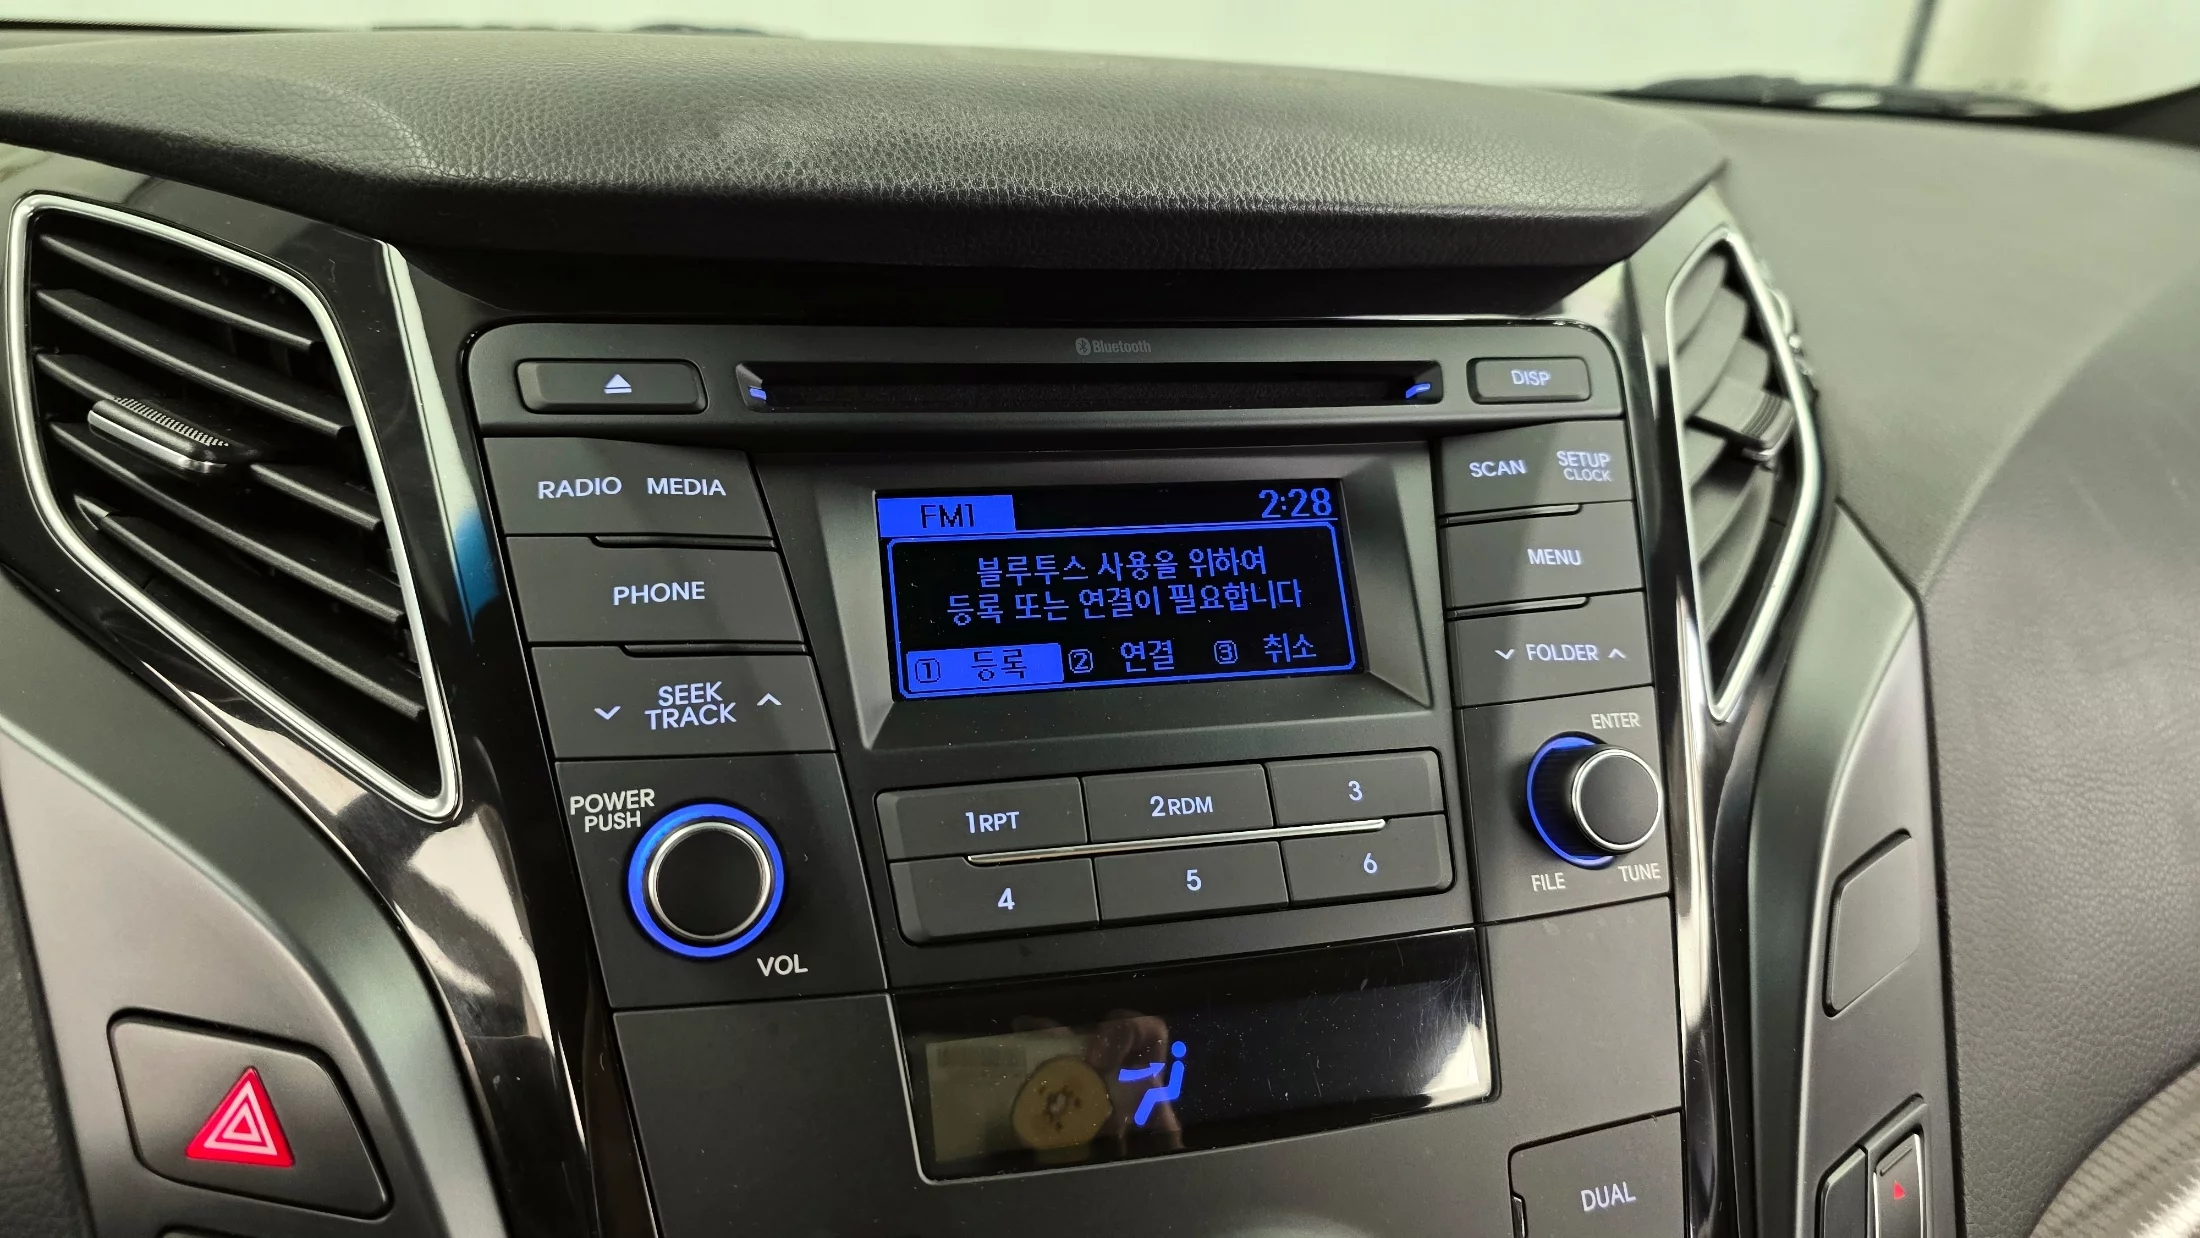 Bluetooth
DISP
RADIO MEDIA
SCAN SETUP
CLOCK
FM1 2:28
블루투스 사용을 위하여
등록 또는 연결이 필요합니다
① 등록 ② 연결 ③ 취소
PHONE
MENU
SEEK
TRACK
FOLDER
POWER
PUSH
VOL
1RPT 2RDM 3
4 5 6
ENTER
FILE TUNE
DUAL